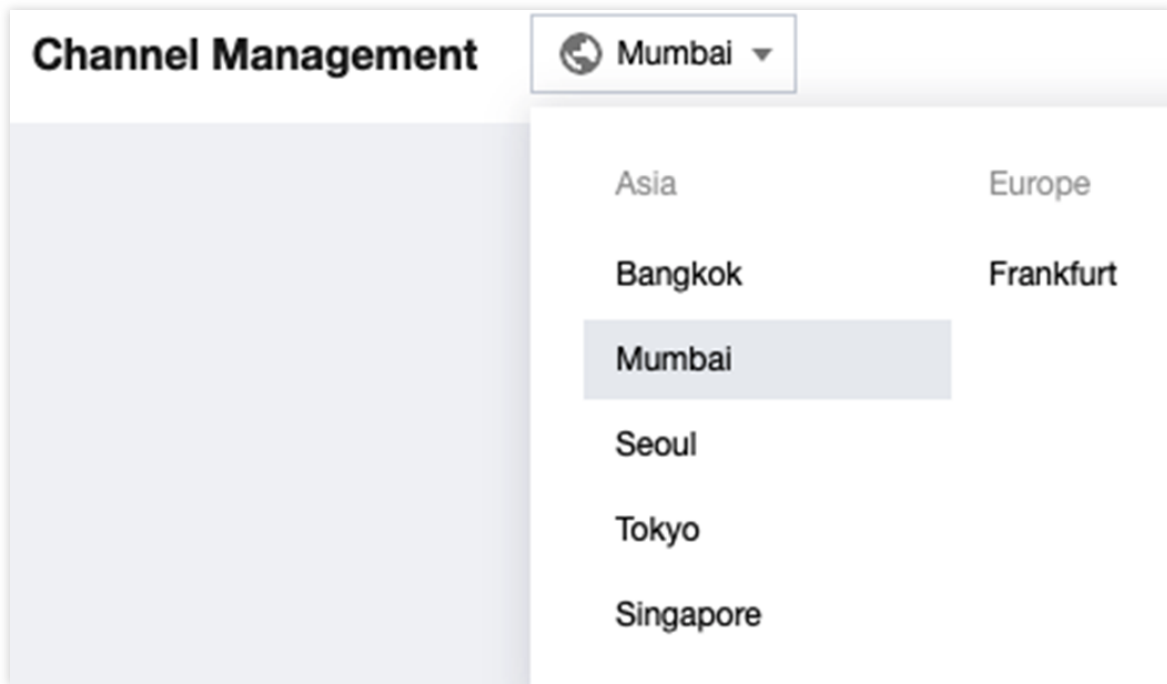 Channel Management
Mumbai
Asia
Bangkok
Mumbai
Seoul
Tokyo
Singapore
Europe
Frankfurt